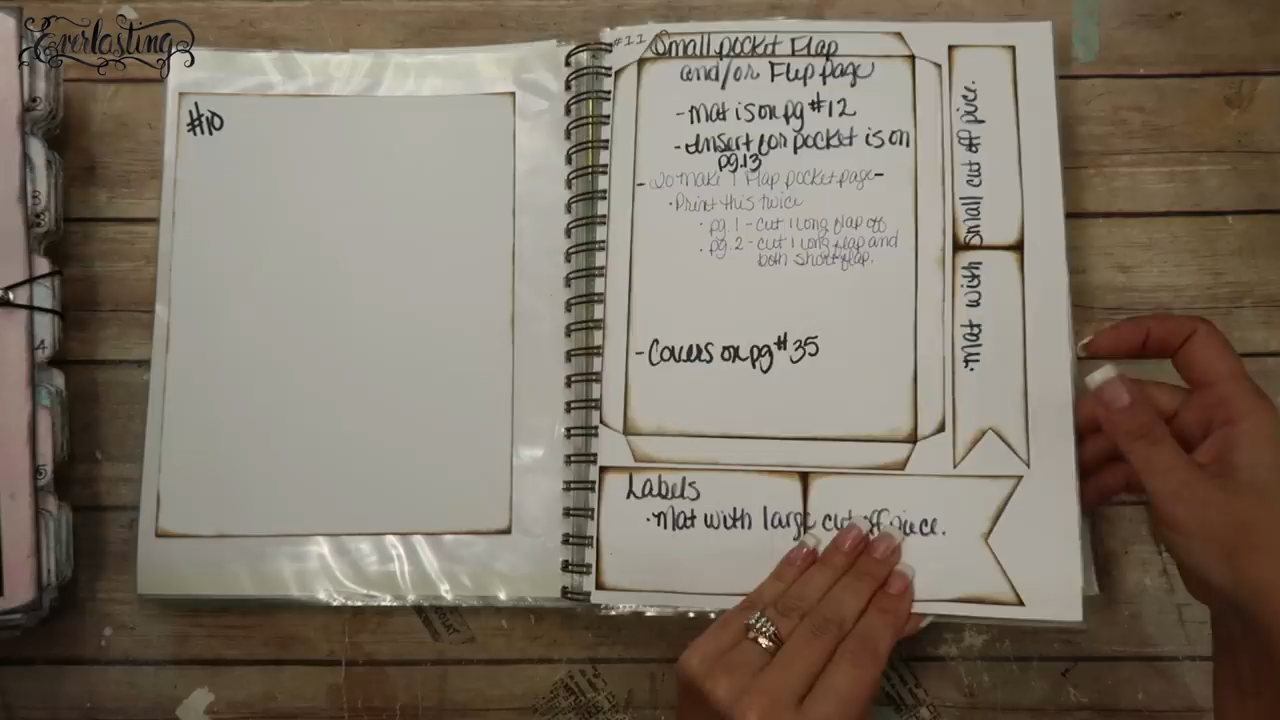 Everlasting
#10
#11 Small pocket Flap
and/or Flip page
- Mat is on pg #12
- Insert for pocket is on
pg.13
- To make 1 Flap pocket page -
· Print this twice
· pg. 1 - cut 1 long flap off
· pg. 2 - cut 1 long flap and
both short flap.
- Covers on pg #35
· Mat with small cut off piece.
Labels
· Mat with large cut off piece.
4
5